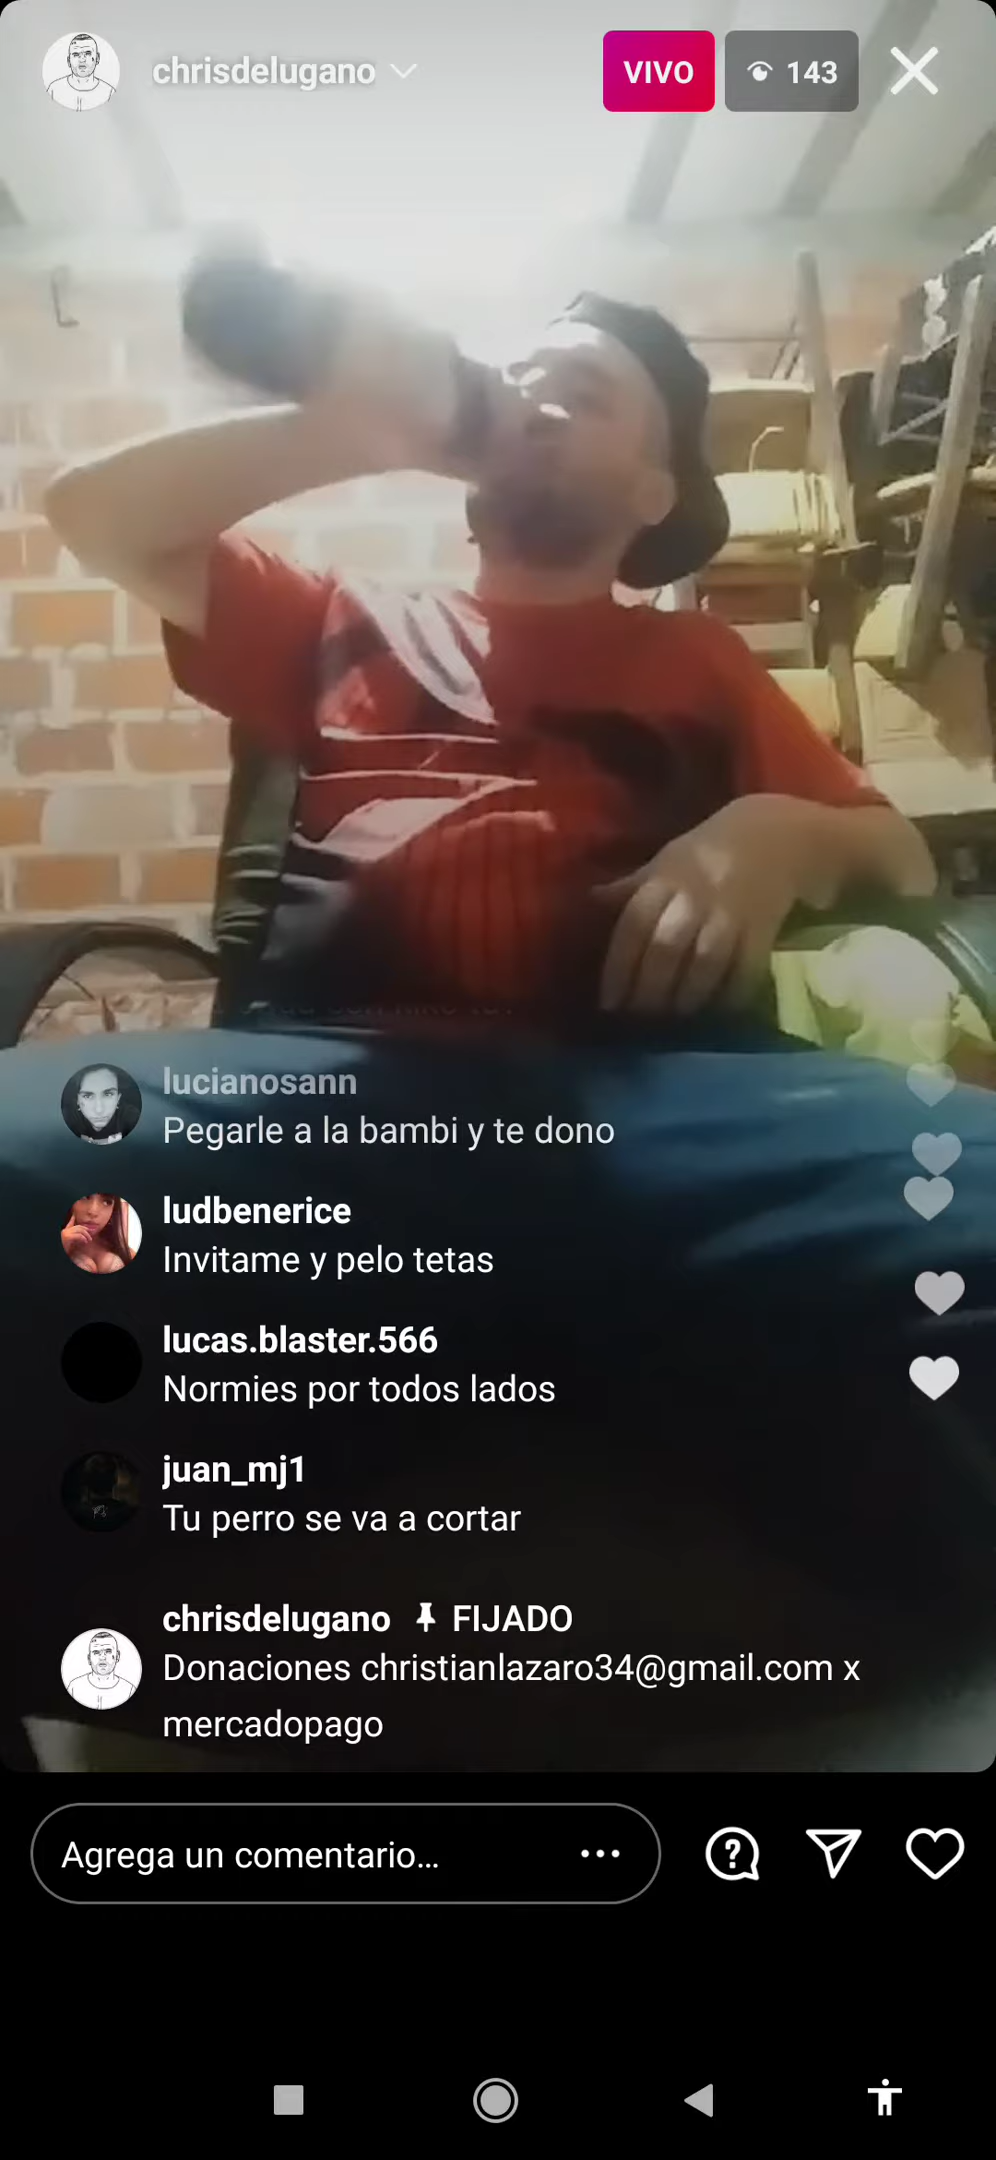 chrisdelugano
VIVO
143
lucianosann
Pegarle a la bambi y te dono
ludbenerice
Invitame y pelo tetas
lucas.blaster.566
Normies por todos lados
juan_mj1
Tu perro se va a cortar
chrisdelugano FIJADO
Donaciones christianlazaro34@gmail.com x
mercadopago
Agrega un comentario...